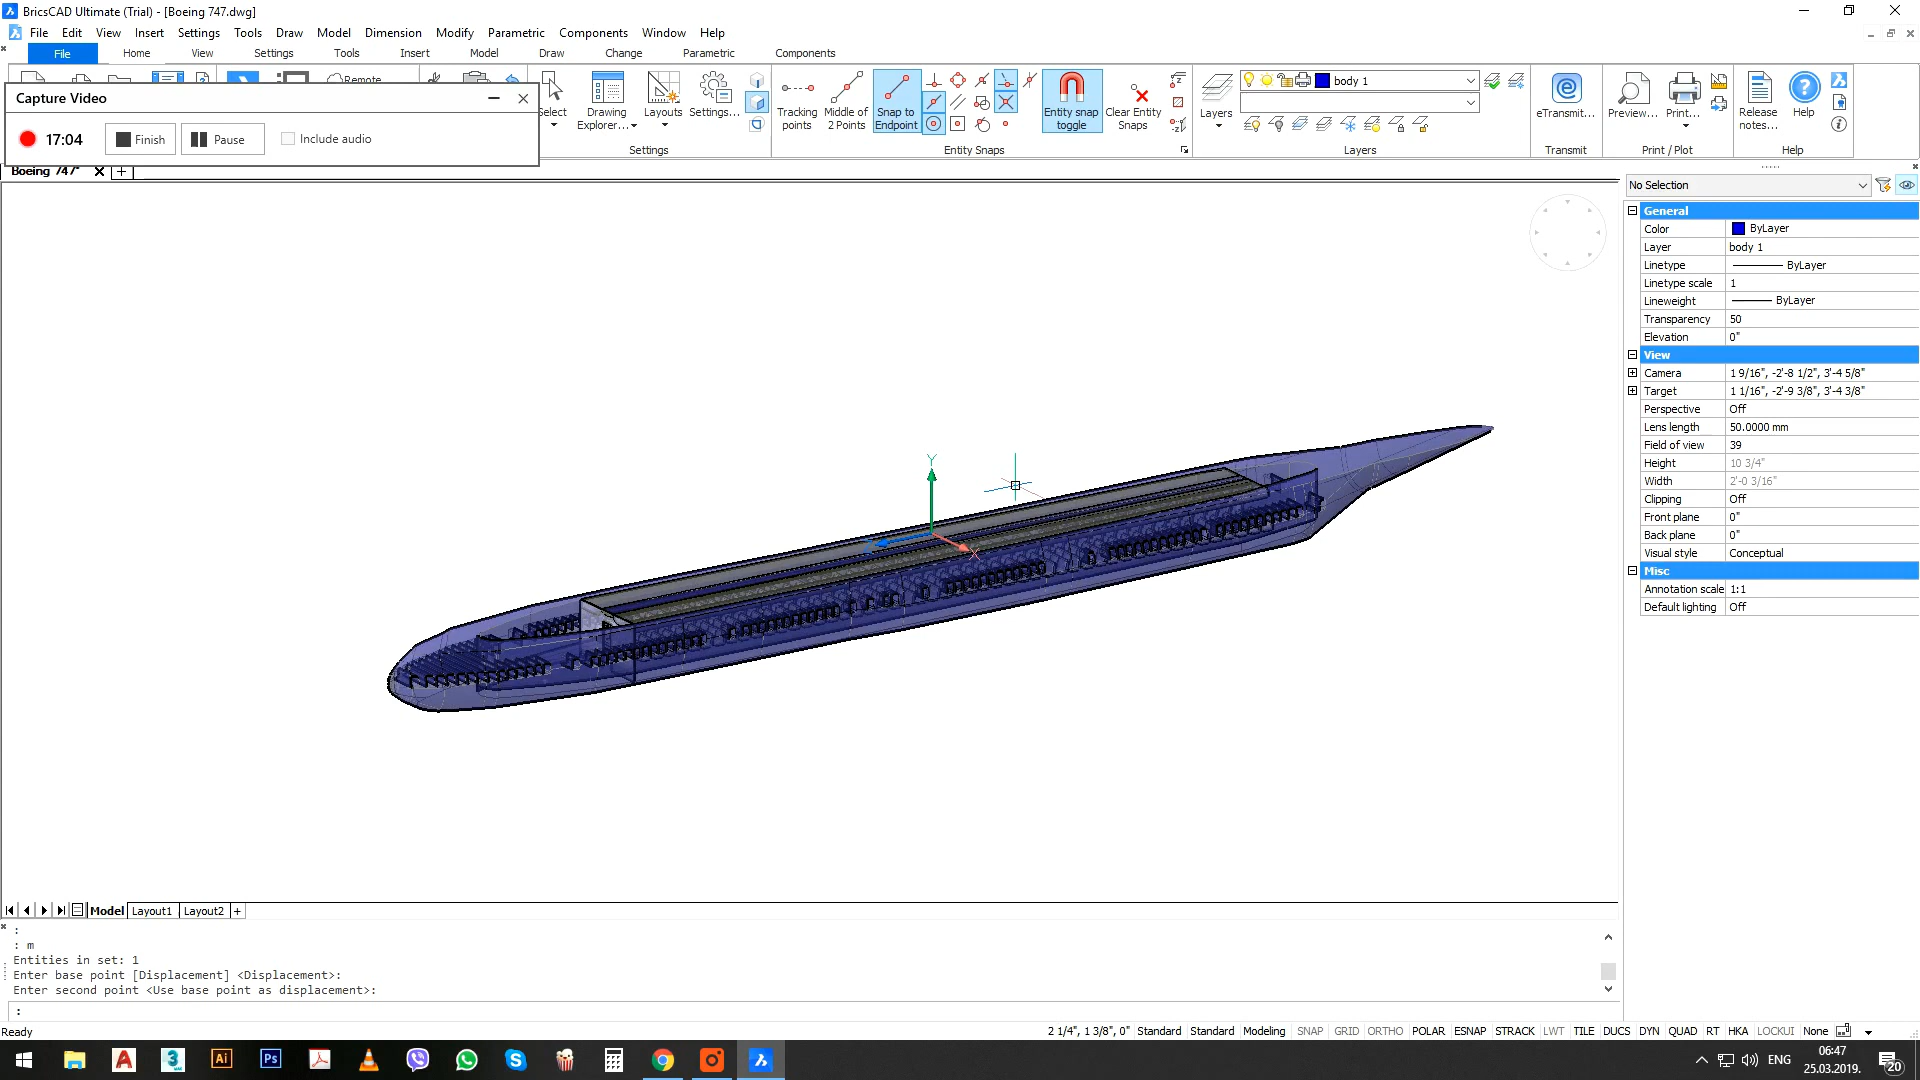 BricsCAD Ultimate (Trial) - [Boeing 747.dwg]
File Edit View Insert Settings Tools Draw Model Dimension Modify Parametric Components Window Help
File Home View Settings Tools Insert Model Draw Change Parametric Components
Remote
Capture Video
17:04 Finish Pause Include audio
Select
Drawing Explorer...
Layouts
Settings...
Settings
Tracking points
Middle of 2 Points
Snap to Endpoint
Entity snap toggle
Clear Entity Snaps
Entity Snaps
Layers
body 1
Layers
eTransmit...
Transmit
Preview...
Print...
Print / Plot
Release notes...
Help
Help
Boeing 747*
No Selection
General
Color ByLayer
Layer body 1
Linetype ByLayer
Linetype scale 1
Lineweight ByLayer
Transparency 50
Elevation 0"
View
Camera 1 9/16", -2'-8 1/2", 3'-4 5/8"
Target 1 1/16", -2'-9 3/8", 3'-4 3/8"
Perspective Off
Lens length 50.0000 mm
Field of view 39
Height 10 3/4"
Width 2'-0 3/16"
Clipping Off
Front plane 0"
Back plane 0"
Visual style Conceptual
Misc
Annotation scale 1:1
Default lighting Off
Y
X
Model Layout1 Layout2 +
:
: m
Entities in set: 1
Enter base point [Displacement] <Displacement>:
Enter second point <Use base point as displacement>:
:
Ready
2 1/4", 1 3/8", 0" Standard Standard Modeling SNAP GRID ORTHO POLAR ESNAP STRACK LWT TILE DUCS DYN QUAD RT HKA LOCKUI None
A 3 Ai Ps ENG 06:47
25.03.2019. 20